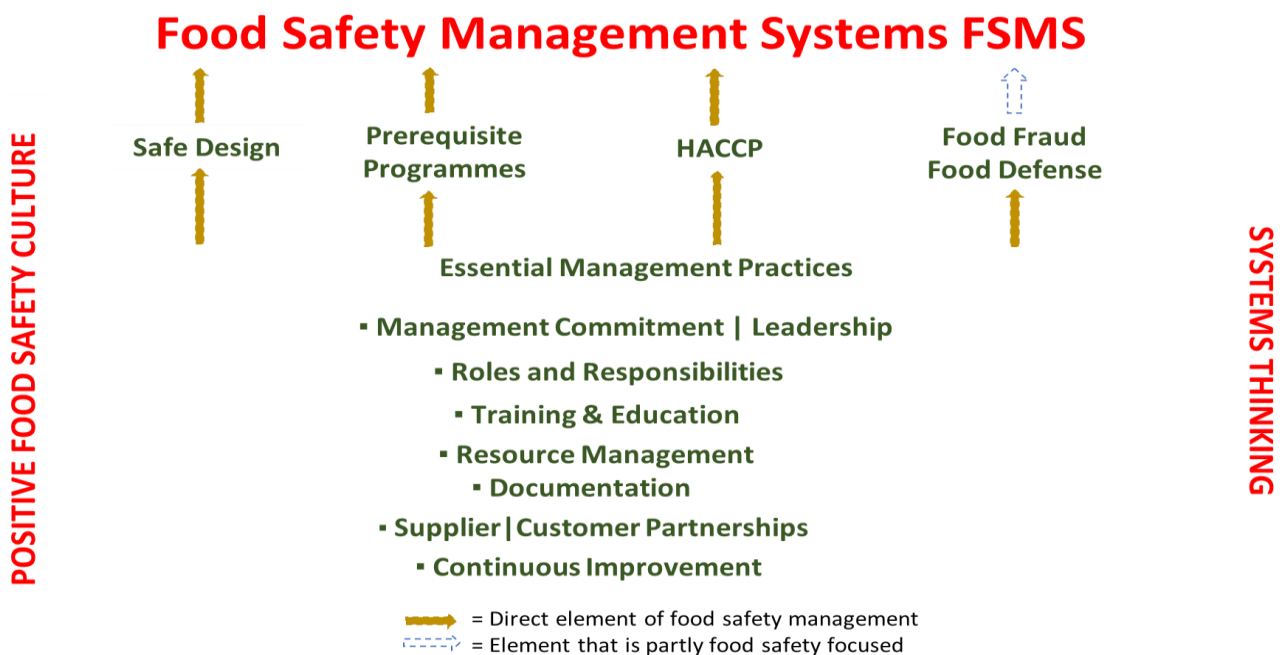 Food Safety Management Systems FSMS
POSITIVE FOOD SAFETY CULTURE
Safe Design
Prerequisite
Programmes
HACCP
Food Fraud
Food Defense
SYSTEMS THINKING
Essential Management Practices
▪ Management Commitment | Leadership
▪ Roles and Responsibilities
▪ Training & Education
▪ Resource Management
▪ Documentation
▪ Supplier|Customer Partnerships
▪ Continuous Improvement
= Direct element of food safety management
= Element that is partly food safety focused